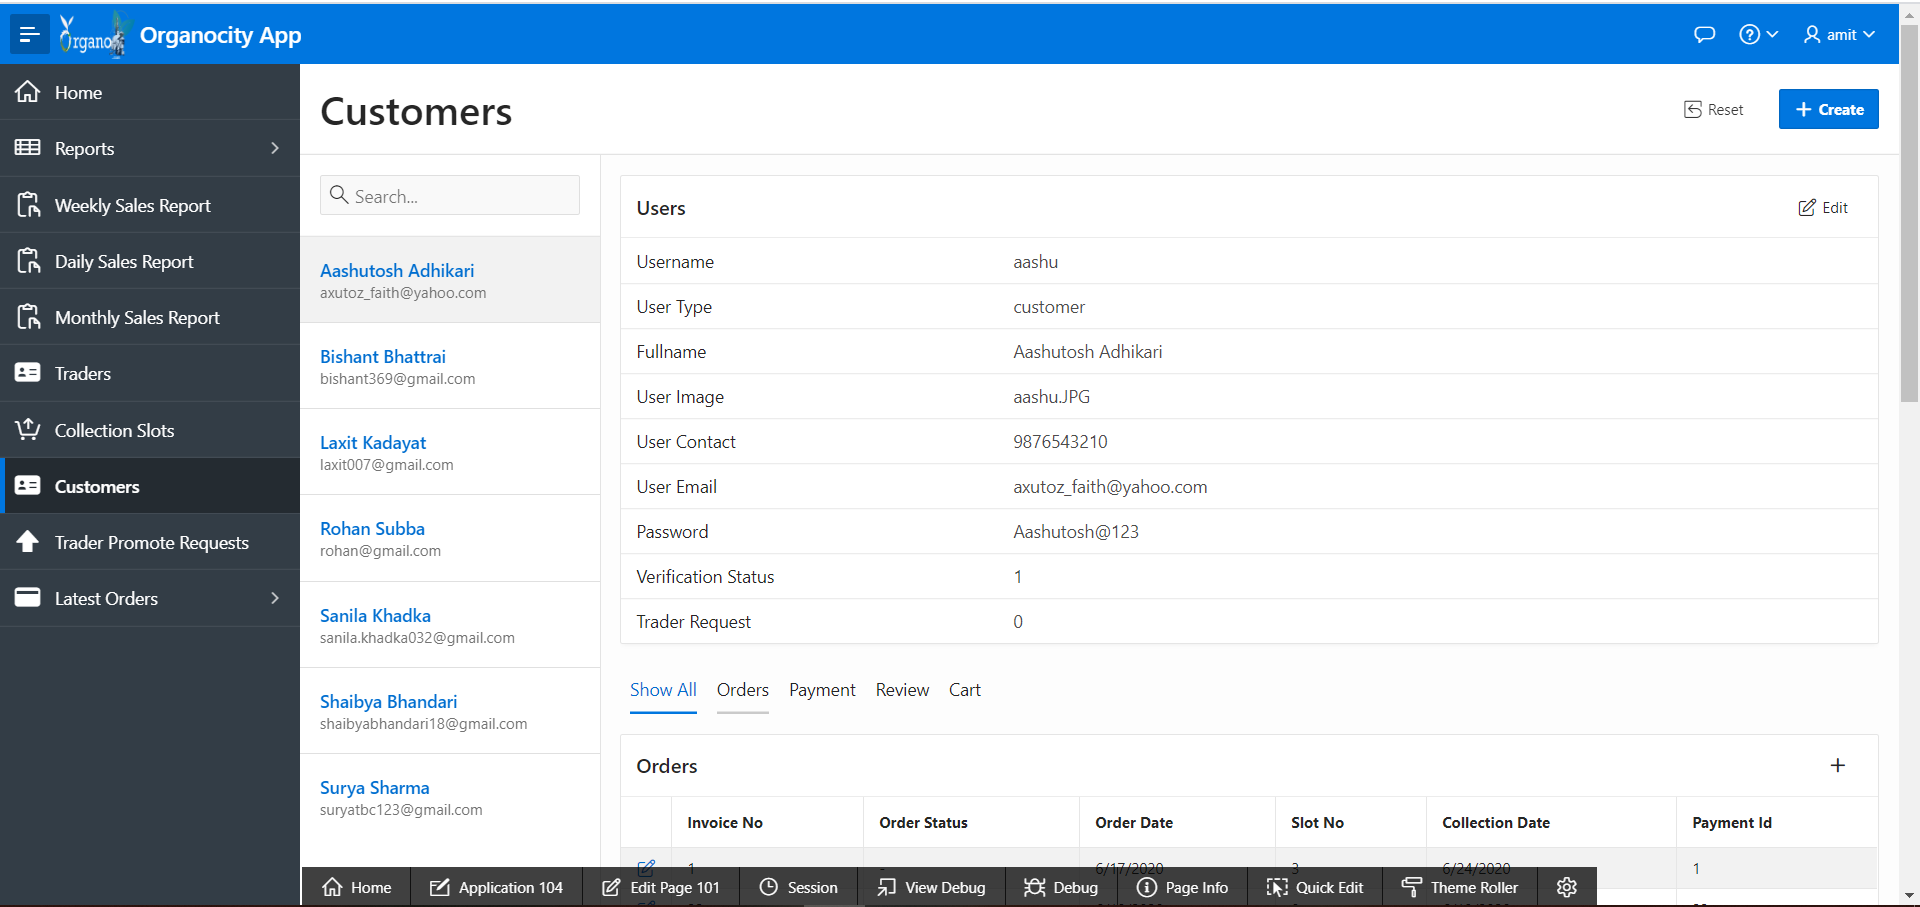 Organo
Organocity App
amit
Home
Reports
Weekly Sales Report
Daily Sales Report
Monthly Sales Report
Traders
Collection Slots
Customers
Trader Promote Requests
Latest Orders
Customers
Reset
+ Create
Search...
Aashutosh Adhikari
axutoz_faith@yahoo.com
Bishant Bhattrai
bishant369@gmail.com
Laxit Kadayat
laxit007@gmail.com
Rohan Subba
rohan@gmail.com
Sanila Khadka
sanila.khadka032@gmail.com
Shaibya Bhandari
shaibyabhandari18@gmail.com
Surya Sharma
suryatbc123@gmail.com
Users
Edit
Username aashu
User Type customer
Fullname Aashutosh Adhikari
User Image aashu.JPG
User Contact 9876543210
User Email axutoz_faith@yahoo.com
Password Aashutosh@123
Verification Status 1
Trader Request 0
Show All Orders Payment Review Cart
Orders +
Invoice No Order Status Order Date Slot No Collection Date Payment Id
1 - 6/17/2020 3 6/24/2020 1
Home Application 104 Edit Page 101 Session View Debug Debug Page Info Quick Edit Theme Roller